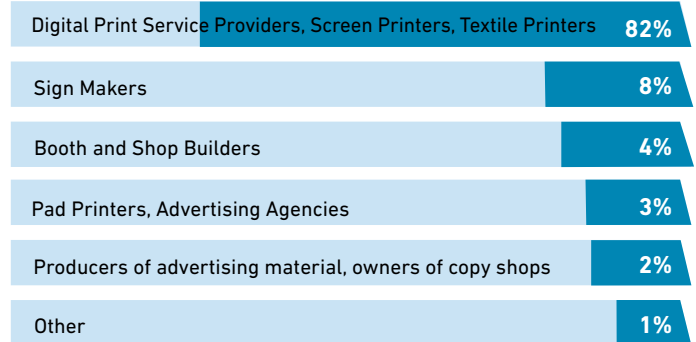 Digital Print Service Providers, Screen Printers, Textile Printers 82%
Sign Makers 8%
Booth and Shop Builders 4%
Pad Printers, Advertising Agencies 3%
Producers of advertising material, owners of copy shops 2%
Other 1%